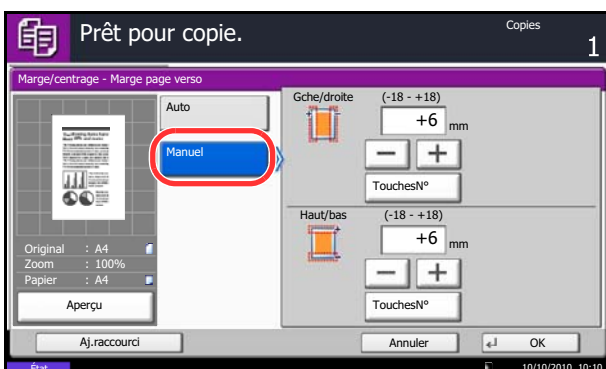 Prêt pour copie.
Copies
1
Marge/centrage - Marge page verso
Auto
Manuel
Gche/droite
(-18 - +18)
+6 mm
TouchesN°
Haut/bas
(-18 - +18)
+6 mm
TouchesN°
Original : A4
Zoom : 100%
Papier : A4
Aperçu
Aj.raccourci
Annuler
OK
État
10/10/2010 10:10